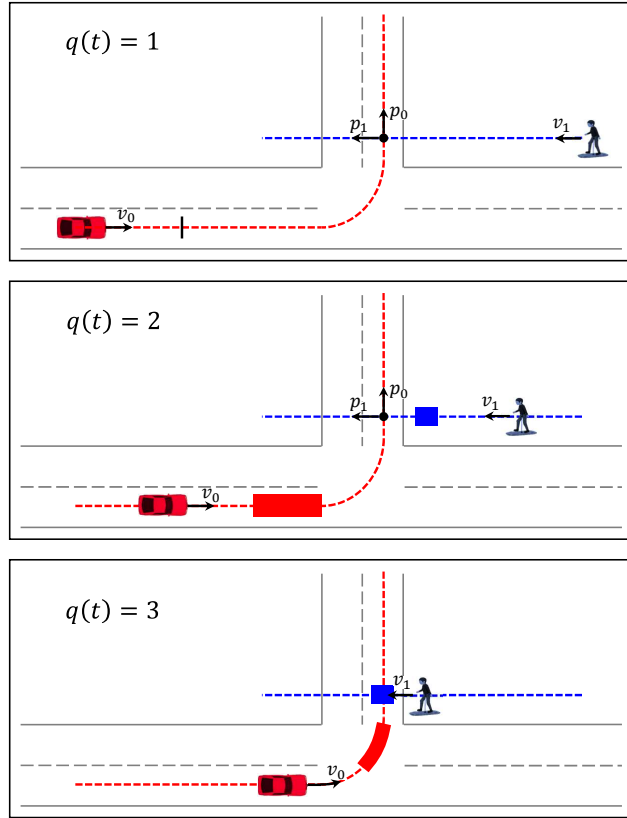 q(t) = 1
p₀
p₁
v₁
v₀
q(t) = 2
p₀
p₁
v₁
v₀
q(t) = 3
v₁
v₀